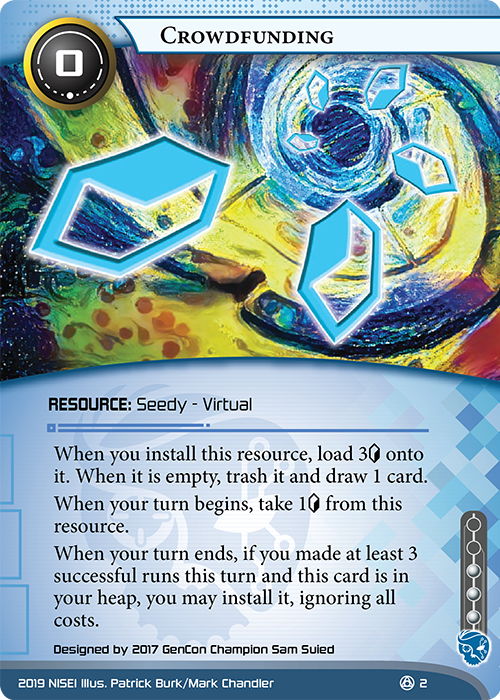 0
CROWDFUNDING
RESOURCE: Seedy - Virtual
When you install this resource, load 3 onto
it. When it is empty, trash it and draw 1 card.
When your turn begins, take 1 from this
resource.
When your turn ends, if you made at least 3
successful runs this turn and this card is in
your heap, you may install it, ignoring all
costs.
Designed by 2017 GenCon Champion Sam Suied
2019 NISEI Illus. Patrick Burk/Mark Chandler
2